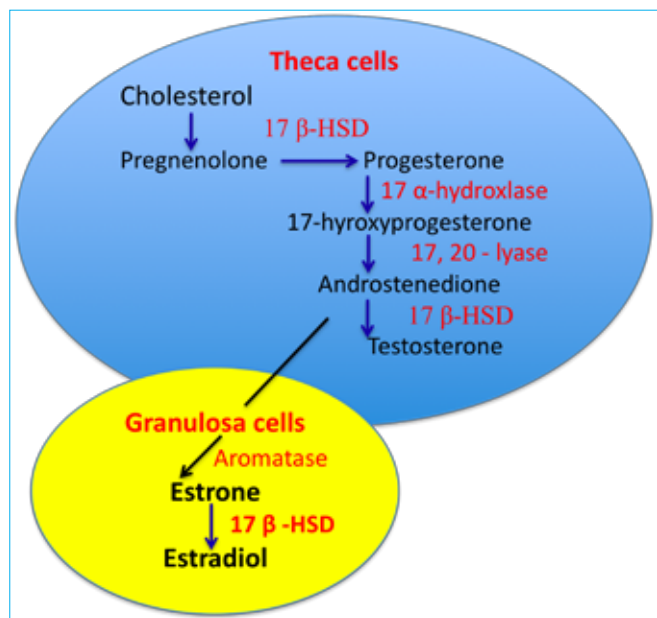 Theca cells
Cholesterol
17 β-HSD
Pregnenolone
Progesterone
17 α-hydroxlase
17-hyroxyprogesterone
17, 20 - lyase
Androstenedione
17 β-HSD
Testosterone
Granulosa cells
Aromatase
Estrone
17 β -HSD
Estradiol